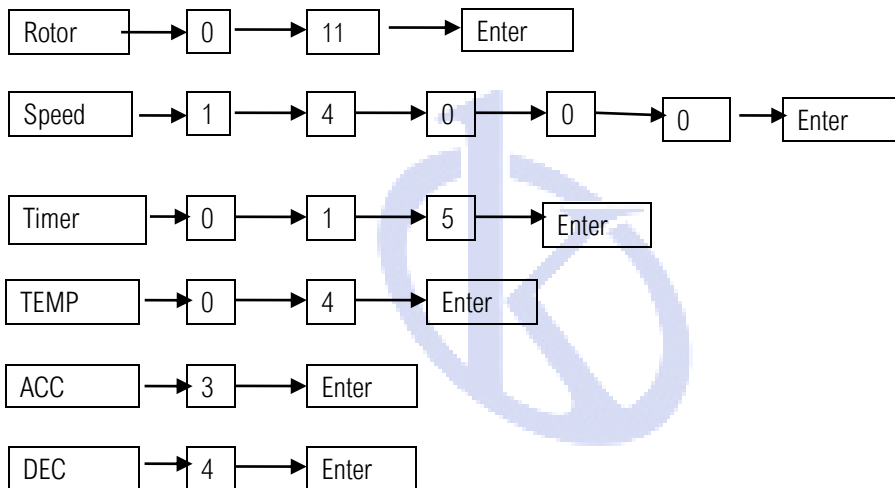 Rotor 0 11 Enter
Speed 1 4 0 0 0 Enter
Timer 0 1 5 Enter
TEMP 0 4 Enter
ACC 3 Enter
DEC 4 Enter